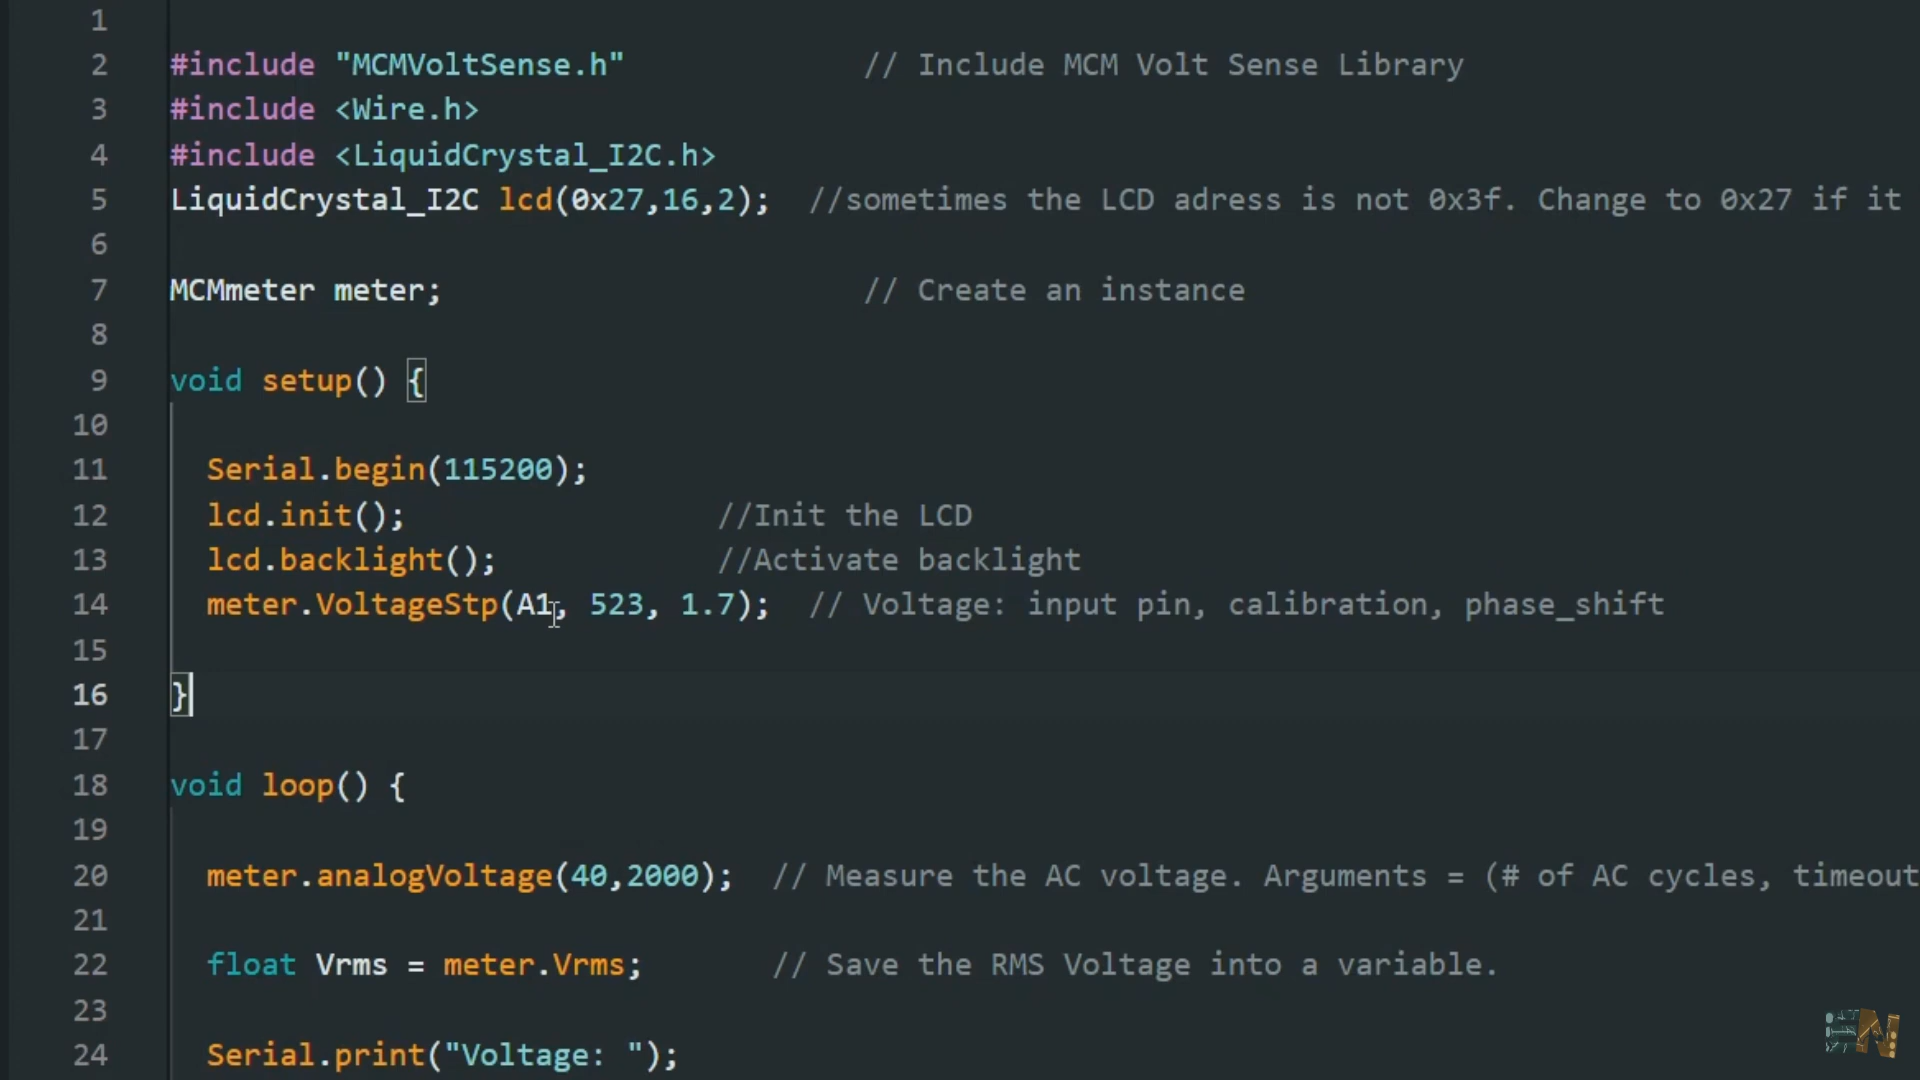 1
2 #include "MCMVoltSense.h" // Include MCM Volt Sense Library
3 #include <Wire.h>
4 #include <LiquidCrystal_I2C.h>
5 LiquidCrystal_I2C lcd(0x27,16,2); //sometimes the LCD adress is not 0x3f. Change to 0x27 if it
6
7 MCMmeter meter; // Create an instance
8
9 void setup() {
10
11 Serial.begin(115200);
12 lcd.init(); //Init the LCD
13 lcd.backlight(); //Activate backlight
14 meter.VoltageStp(A1, 523, 1.7); // Voltage: input pin, calibration, phase_shift
15
16 }
17
18 void loop() {
19
20 meter.analogVoltage(40,2000); // Measure the AC voltage. Arguments = (# of AC cycles, timeout
21
22 float Vrms = meter.Vrms; // Save the RMS Voltage into a variable.
23
24 Serial.print("Voltage: ");
EN